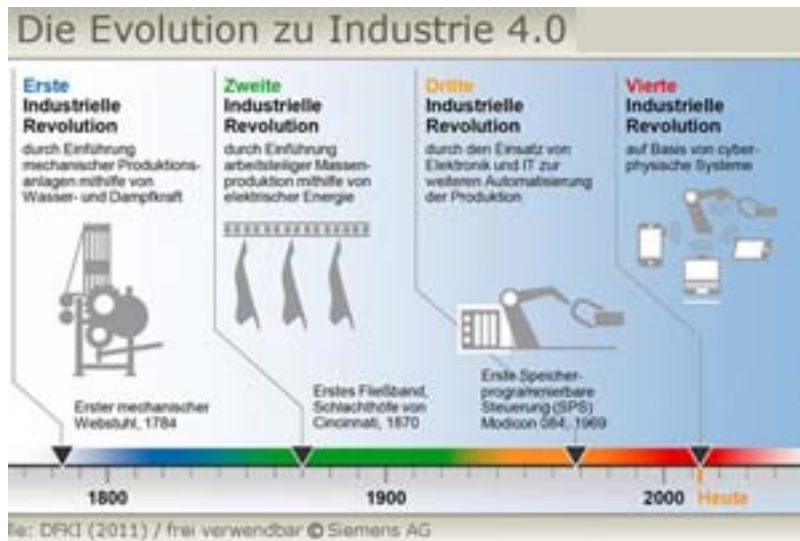 Die Evolution zu Industrie 4.0
Erste
Industrielle
Revolution
durch Einführung
mechanischer Produktions-
anlagen mithilfe von
Wasser- und Dampfkraft
Zweite
Industrielle
Revolution
durch Einführung
arbeitsteiliger Massen-
produktion mithilfe von
elektrischer Energie
Dritte
Industrielle
Revolution
durch den Einsatz von
Elektronik und IT zur
weiteren Automatisierung
der Produktion
Vierte
Industrielle
Revolution
auf Basis von cyber-
physische Systeme
Erster mechanischer
Webstuhl, 1784
Erstes Fließband,
Schlachthöfe von
Cincinnati, 1870
Erste Speicher-
programmierbare
Steuerung (SPS)
Modicon 084, 1969
1800
1900
2000
Heute
le: DFKI (2011) / frei verwendbar © Siemens AG